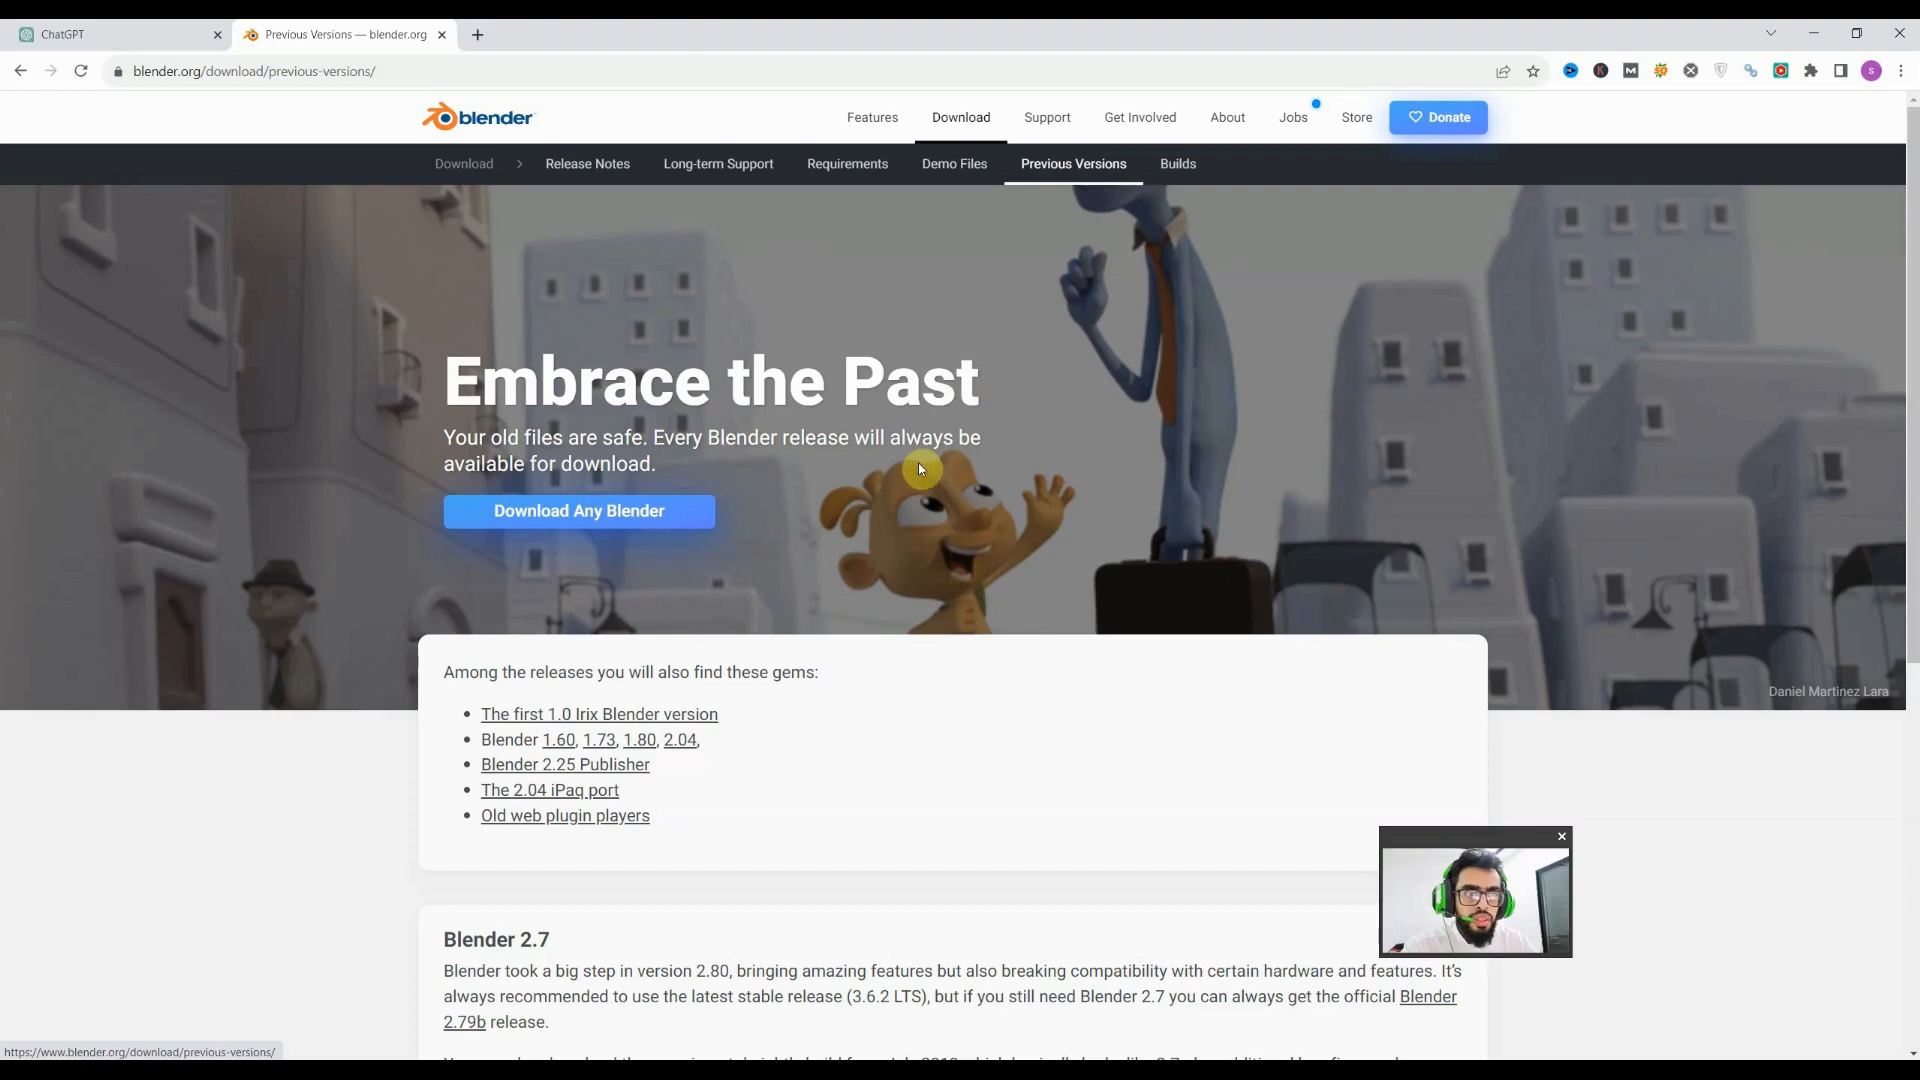 ChatGPT
Previous Versions — blender.org
blender.org/download/previous-versions/
S
blender
Features
Download
Support
Get Involved
About
Jobs
Store
Donate
Download
Release Notes
Long-term Support
Requirements
Demo Files
Previous Versions
Builds
Embrace the Past
Your old files are safe. Every Blender release will always be
available for download.
Download Any Blender
Daniel Martinez Lara
Among the releases you will also find these gems:
The first 1.0 Irix Blender version
Blender 1.60, 1.73, 1.80, 2.04,
Blender 2.25 Publisher
The 2.04 iPaq port
Old web plugin players
Blender 2.7
Blender took a big step in version 2.80, bringing amazing features but also breaking compatibility with certain hardware and features. It's
always recommended to use the latest stable release (3.6.2 LTS), but if you still need Blender 2.7 you can always get the official Blender
2.79b release.
https://www.blender.org/download/previous-versions/